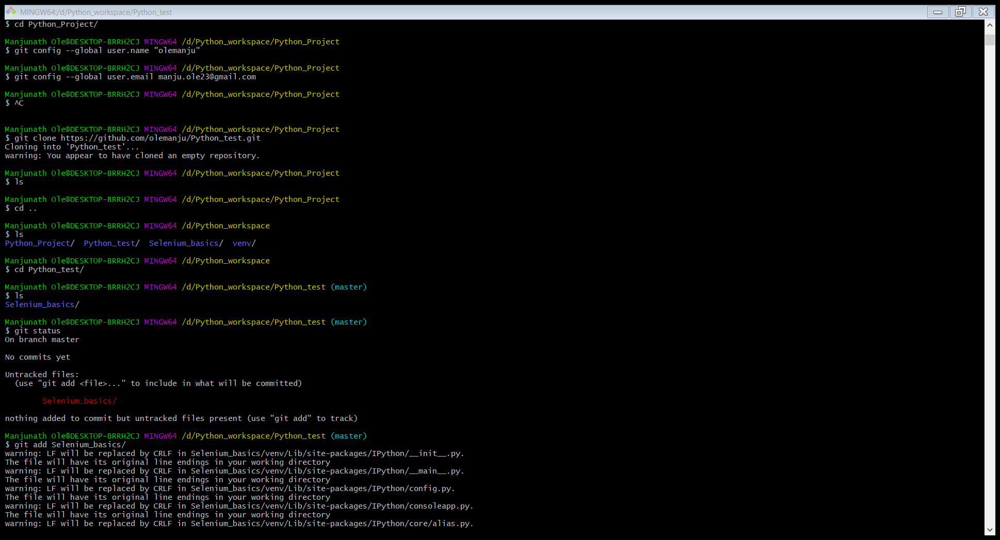 MINGW64:/d/Python_workspace/Python_test
$ cd Python_Project/
Manjunath Ole@DESKTOP-BRRH2CJ MINGW64 /d/Python_workspace/Python_Project
$ git config --global user.name "olemanju"
Manjunath Ole@DESKTOP-BRRH2CJ MINGW64 /d/Python_workspace/Python_Project
$ git config --global user.email manju.ole23@gmail.com
Manjunath Ole@DESKTOP-BRRH2CJ MINGW64 /d/Python_workspace/Python_Project
$ ^C
Manjunath Ole@DESKTOP-BRRH2CJ MINGW64 /d/Python_workspace/Python_Project
$ git clone https://github.com/olemanju/Python_test.git
Cloning into 'Python_test'...
warning: You appear to have cloned an empty repository.
Manjunath Ole@DESKTOP-BRRH2CJ MINGW64 /d/Python_workspace/Python_Project
$ ls
Manjunath Ole@DESKTOP-BRRH2CJ MINGW64 /d/Python_workspace/Python_Project
$ cd ..
Manjunath Ole@DESKTOP-BRRH2CJ MINGW64 /d/Python_workspace
$ ls
Python_Project/  Python_test/  Selenium_basics/  venv/
Manjunath Ole@DESKTOP-BRRH2CJ MINGW64 /d/Python_workspace
$ cd Python_test/
Manjunath Ole@DESKTOP-BRRH2CJ MINGW64 /d/Python_workspace/Python_test (master)
$ ls
Selenium_basics/
Manjunath Ole@DESKTOP-BRRH2CJ MINGW64 /d/Python_workspace/Python_test (master)
$ git status
On branch master
No commits yet
Untracked files:
  (use "git add <file>..." to include in what will be committed)
        Selenium_basics/
nothing added to commit but untracked files present (use "git add" to track)
Manjunath Ole@DESKTOP-BRRH2CJ MINGW64 /d/Python_workspace/Python_test (master)
$ git add Selenium_basics/
warning: LF will be replaced by CRLF in Selenium_basics/venv/Lib/site-packages/IPython/__init__.py.
The file will have its original line endings in your working directory
warning: LF will be replaced by CRLF in Selenium_basics/venv/Lib/site-packages/IPython/__main__.py.
The file will have its original line endings in your working directory
warning: LF will be replaced by CRLF in Selenium_basics/venv/Lib/site-packages/IPython/config.py.
The file will have its original line endings in your working directory
warning: LF will be replaced by CRLF in Selenium_basics/venv/Lib/site-packages/IPython/consoleapp.py.
The file will have its original line endings in your working directory
warning: LF will be replaced by CRLF in Selenium_basics/venv/Lib/site-packages/IPython/core/alias.py.